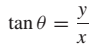 tan θ = y/x